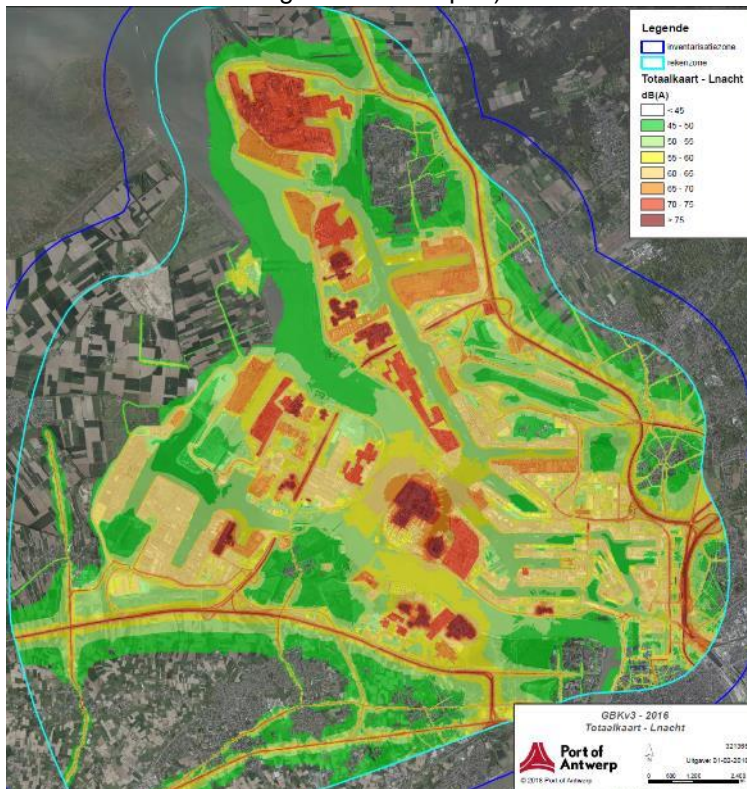 Legende
inventarisatiezone
rekenzone
Totaalkaart - Lnacht
dB(A)
< 45
45 - 50
50 - 55
55 - 60
60 - 65
65 - 70
70 - 75
> 75
GBKv3 - 2016
Totaalkaart - Lnacht
Port of
Antwerp
© 2016 Port of Antwerp